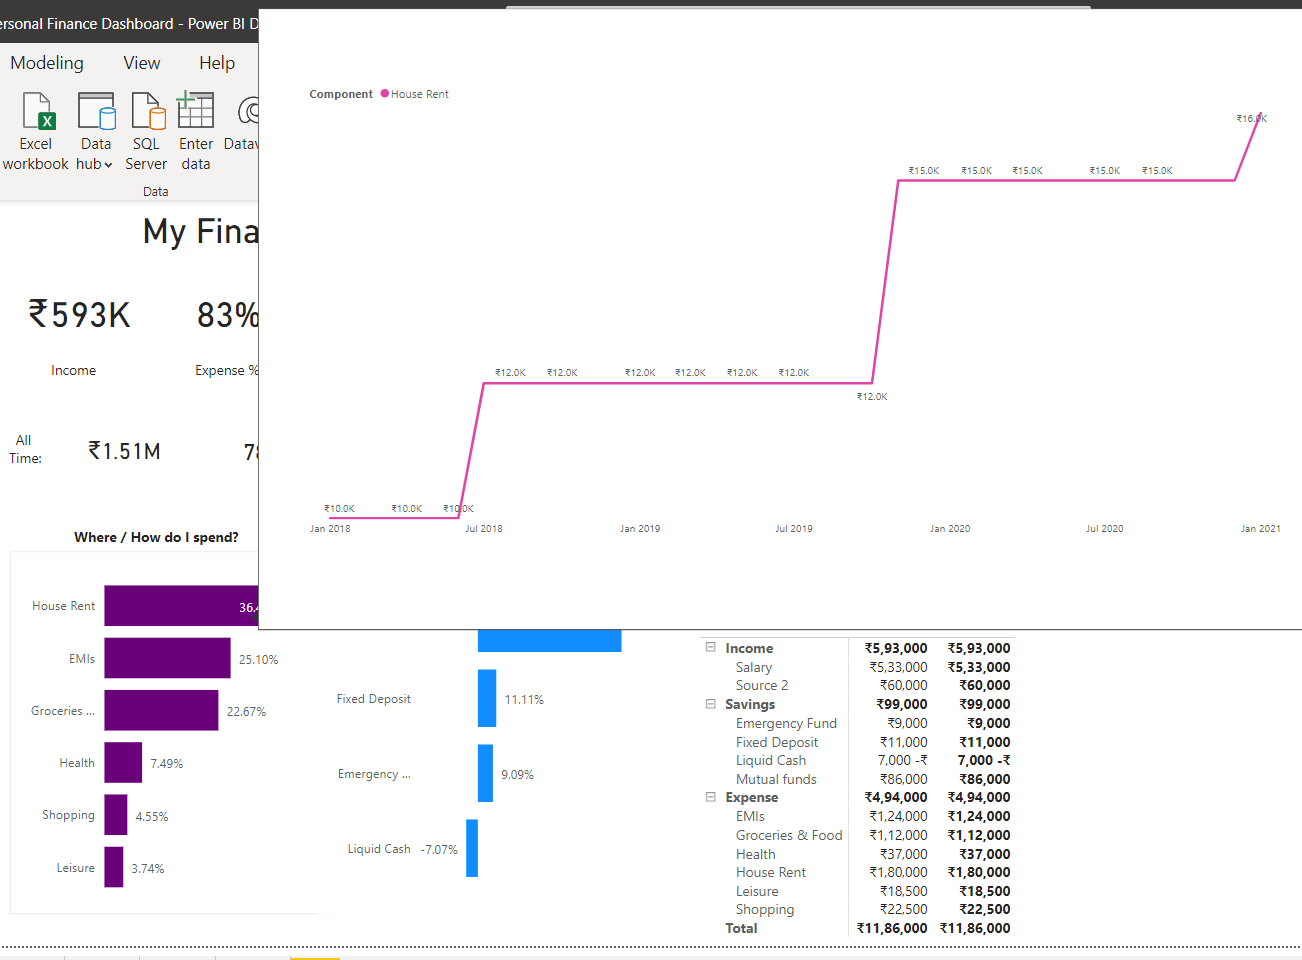 ersonal Finance Dashboard - Power BI D
Modeling View Help
Excel workbook
Data hub
SQL Server
Enter data
Datav
Data
My Fina
₹593K
Income
83%
Expense %
All Time:
₹1.51M
78
Component House Rent
₹16.0K
₹15.0K ₹15.0K ₹15.0K ₹15.0K ₹15.0K
₹12.0K ₹12.0K ₹12.0K ₹12.0K ₹12.0K ₹12.0K
₹12.0K
₹10.0K ₹10.0K ₹10.0K
Jan 2018 Jul 2018 Jan 2019 Jul 2019 Jan 2020 Jul 2020 Jan 2021
Where / How do I spend?
House Rent 36.4
EMIs 25.10%
Groceries ... 22.67%
Health 7.49%
Shopping 4.55%
Leisure 3.74%
Fixed Deposit 11.11%
Emergency ... 9.09%
Liquid Cash -7.07%
Income ₹5,93,000 ₹5,93,000
Salary ₹5,33,000 ₹5,33,000
Source 2 ₹60,000 ₹60,000
Savings ₹99,000 ₹99,000
Emergency Fund ₹9,000 ₹9,000
Fixed Deposit ₹11,000 ₹11,000
Liquid Cash 7,000 -₹ 7,000 -₹
Mutual funds ₹86,000 ₹86,000
Expense ₹4,94,000 ₹4,94,000
EMIs ₹1,24,000 ₹1,24,000
Groceries & Food ₹1,12,000 ₹1,12,000
Health ₹37,000 ₹37,000
House Rent ₹1,80,000 ₹1,80,000
Leisure ₹18,500 ₹18,500
Shopping ₹22,500 ₹22,500
Total ₹11,86,000 ₹11,86,000